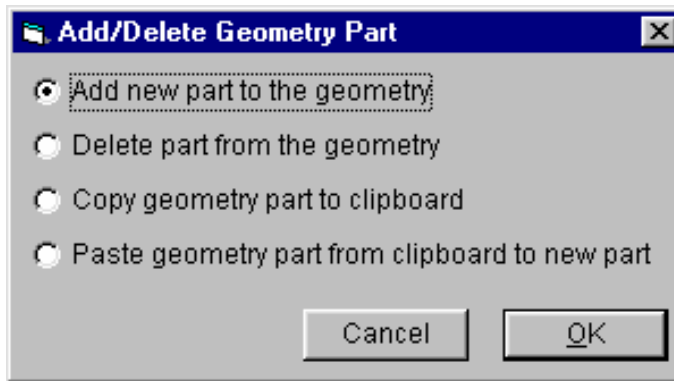 Add/Delete Geometry Part
Add new part to the geometry
Delete part from the geometry
Copy geometry part to clipboard
Paste geometry part from clipboard to new part
Cancel OK